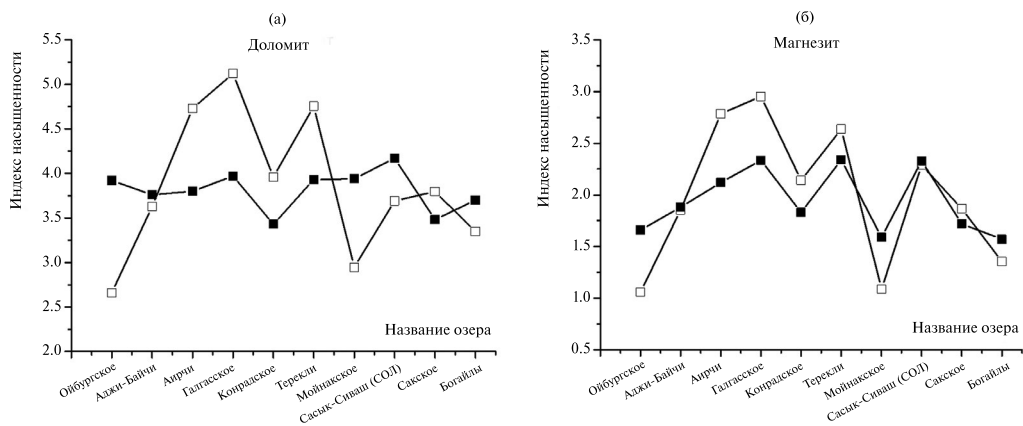 (а)
Доломит
Индекс насыщенности
5.5
5.0
4.5
4.0
3.5
3.0
2.5
2.0
Название озера
Ойбургское
Аджи-Байчи
Аирчи
Галгасское
Конрадское
Терекли
Мойнакское
Сасык-Сиваш (СОЛ)
Сакское
Богайлы
(б)
Магнезит
Индекс насыщенности
3.5
3.0
2.5
2.0
1.5
1.0
0.5
Название озера
Ойбургское
Аджи-Байчи
Аирчи
Галгасское
Конрадское
Терекли
Мойнакское
Сасык-Сиваш (СОЛ)
Сакское
Богайлы